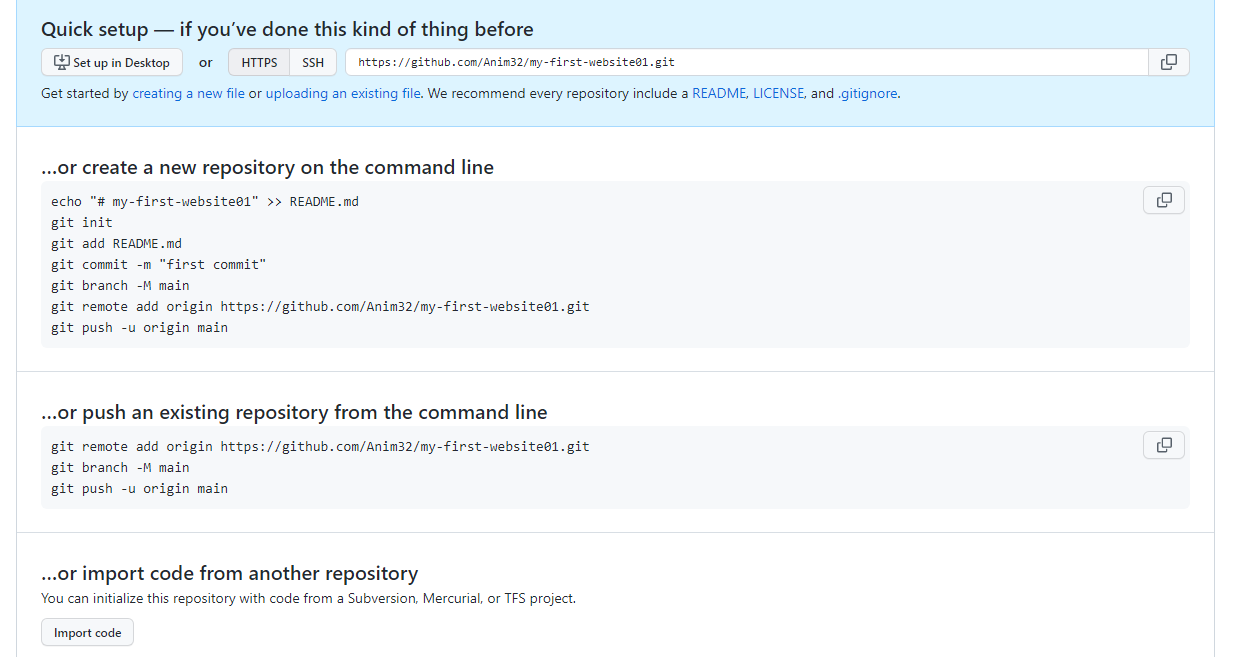 Quick setup — if you’ve done this kind of thing before
Set up in Desktop or HTTPS SSH https://github.com/Anim32/my-first-website01.git
Get started by creating a new file or uploading an existing file. We recommend every repository include a README, LICENSE, and .gitignore.
…or create a new repository on the command line
echo "# my-first-website01" >> README.md
git init
git add README.md
git commit -m "first commit"
git branch -M main
git remote add origin https://github.com/Anim32/my-first-website01.git
git push -u origin main
…or push an existing repository from the command line
git remote add origin https://github.com/Anim32/my-first-website01.git
git branch -M main
git push -u origin main
…or import code from another repository
You can initialize this repository with code from a Subversion, Mercurial, or TFS project.
Import code